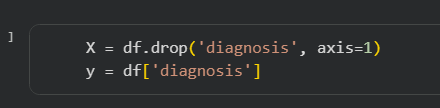 ]
X = df.drop('diagnosis', axis=1)
y = df['diagnosis']